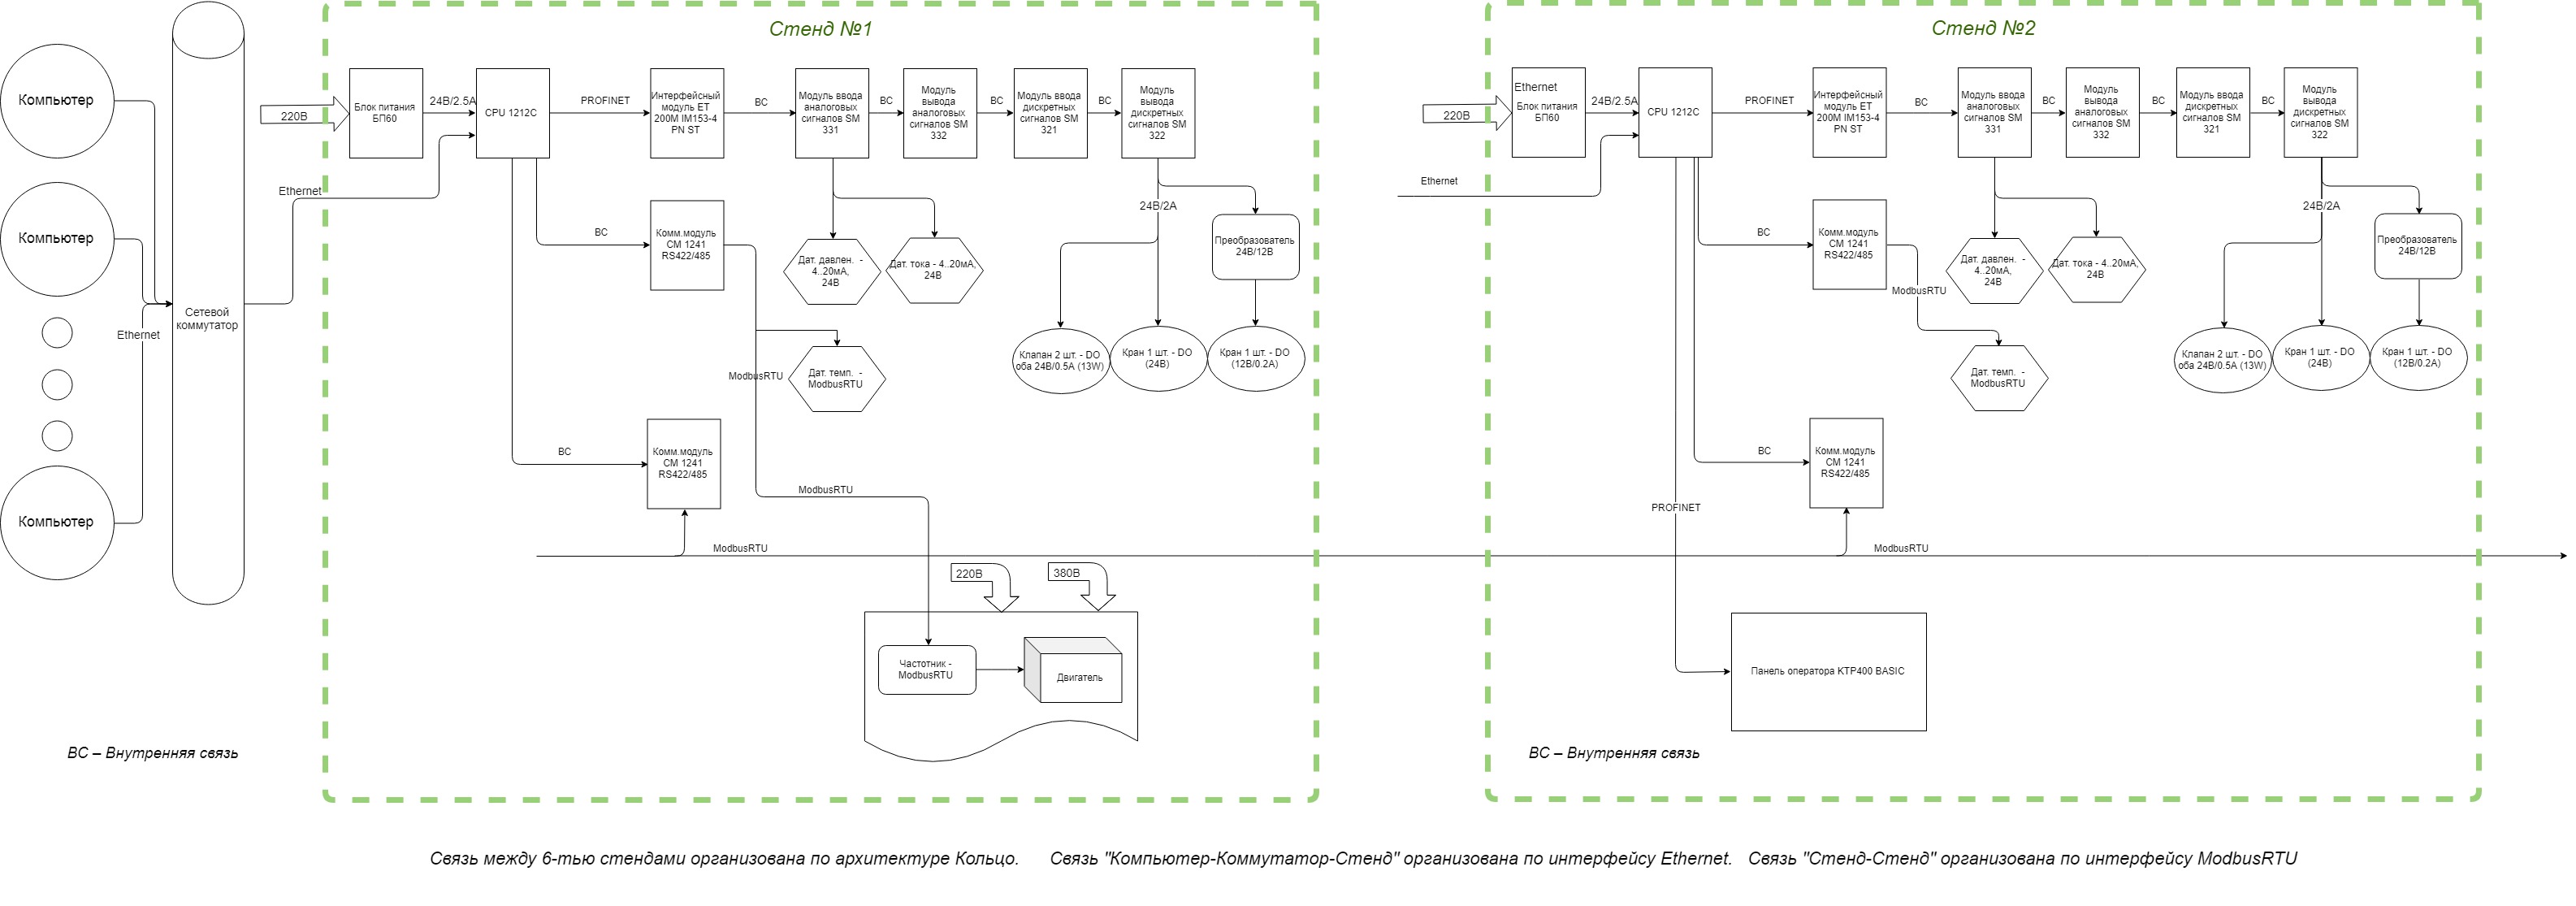 Компьютер
Компьютер
Компьютер
Ethernet
Сетевой
коммутатор
Ethernet
ВС – Внутренняя связь
Стенд №1
220В
Блок питания
БП60
24В/2.5А
CPU 1212C
PROFINET
Интерфейсный
модуль ET
200M IM153-4
PN ST
ВС
Модуль ввода
аналоговых
сигналов SM
331
ВС
Модуль
вывода
аналоговых
сигналов SM
332
ВС
Модуль ввода
дискретных
сигналов SM
321
ВС
Модуль
вывода
дискретных
сигналов SM
322
ВС
Комм.модуль
CM 1241
RS422/485
Дат. давлен. -
4..20мА,
24В
Дат. тока - 4..20мА,
24В
24В/2А
Преобразователь
24В/12В
Клапан 2 шт. - DO
оба 24В/0.5А (13W)
Кран 1 шт. - DO
(24В)
Кран 1 шт. - DO
(12В/0.2А)
ModbusRTU
Дат. темп. -
ModbusRTU
ВС
Комм.модуль
CM 1241
RS422/485
ModbusRTU
ModbusRTU
220В
380В
Частотник -
ModbusRTU
Двигатель
Стенд №2
Ethernet
220В
Блок питания
БП60
24В/2.5А
CPU 1212C
PROFINET
Интерфейсный
модуль ET
200M IM153-4
PN ST
ВС
Модуль ввода
аналоговых
сигналов SM
331
ВС
Модуль
вывода
аналоговых
сигналов SM
332
ВС
Модуль ввода
дискретных
сигналов SM
321
ВС
Модуль
вывода
дискретных
сигналов SM
322
Ethernet
ВС
Комм.модуль
CM 1241
RS422/485
ModbusRTU
Дат. давлен. -
4..20мА,
24В
Дат. тока - 4..20мА,
24В
24В/2А
Преобразователь
24В/12В
Клапан 2 шт. - DO
оба 24В/0.5А (13W)
Кран 1 шт. - DO
(24В)
Кран 1 шт. - DO
(12В/0.2А)
Дат. темп. -
ModbusRTU
ВС
Комм.модуль
CM 1241
RS422/485
PROFINET
ModbusRTU
Панель оператора KTP400 BASIC
ВС – Внутренняя связь
Связь между 6-тью стендами организована по архитектуре Кольцо. Связь "Компьютер-Коммутатор-Стенд" организована по интерфейсу Ethernet. Связь "Стенд-Стенд" организована по интерфейсу ModbusRTU